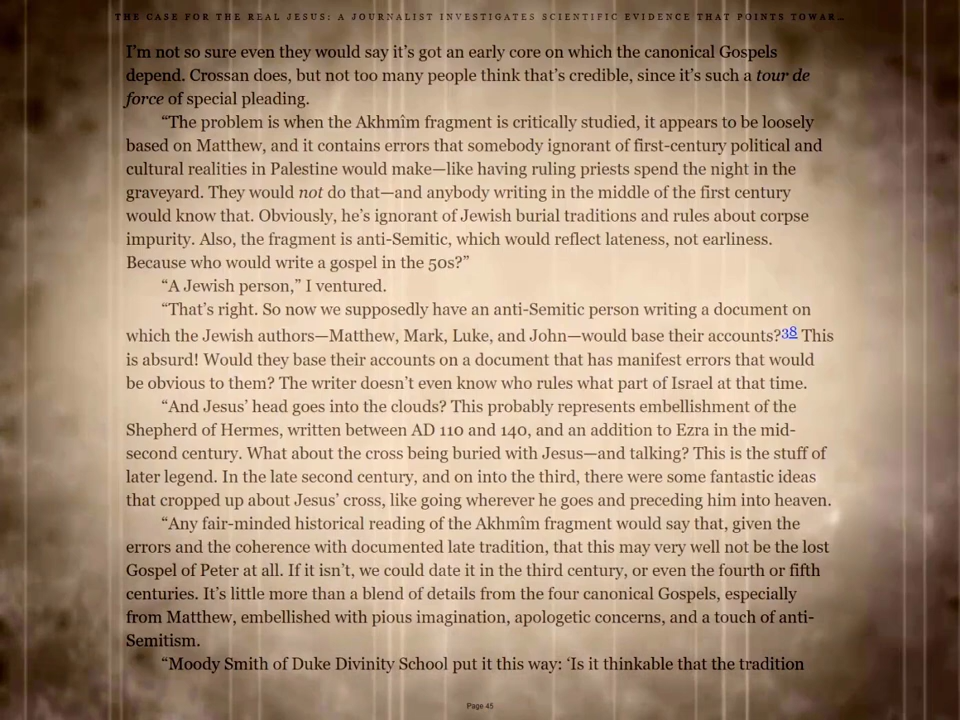 THE CASE FOR THE REAL JESUS: A JOURNALIST INVESTIGATES SCIENTIFIC EVIDENCE THAT POINTS TOWAR…
I’m not so sure even they would say it’s got an early core on which the canonical Gospels
depend. Crossan does, but not too many people think that’s credible, since it’s such a tour de
force of special pleading.
“The problem is when the Akhmîm fragment is critically studied, it appears to be loosely
based on Matthew, and it contains errors that somebody ignorant of first-century political and
cultural realities in Palestine would make—like having ruling priests spend the night in the
graveyard. They would not do that—and anybody writing in the middle of the first century
would know that. Obviously, he’s ignorant of Jewish burial traditions and rules about corpse
impurity. Also, the fragment is anti-Semitic, which would reflect lateness, not earliness.
Because who would write a gospel in the 50s?”
“A Jewish person,” I ventured.
“That’s right. So now we supposedly have an anti-Semitic person writing a document on
which the Jewish authors—Matthew, Mark, Luke, and John—would base their accounts?38 This
is absurd! Would they base their accounts on a document that has manifest errors that would
be obvious to them? The writer doesn’t even know who rules what part of Israel at that time.
“And Jesus’ head goes into the clouds? This probably represents embellishment of the
Shepherd of Hermes, written between AD 110 and 140, and an addition to Ezra in the mid-
second century. What about the cross being buried with Jesus—and talking? This is the stuff of
later legend. In the late second century, and on into the third, there were some fantastic ideas
that cropped up about Jesus’ cross, like going wherever he goes and preceding him into heaven.
“Any fair-minded historical reading of the Akhmîm fragment would say that, given the
errors and the coherence with documented late tradition, that this may very well not be the lost
Gospel of Peter at all. If it isn’t, we could date it in the third century, or even the fourth or fifth
centuries. It’s little more than a blend of details from the four canonical Gospels, especially
from Matthew, embellished with pious imagination, apologetic concerns, and a touch of anti-
Semitism.
“Moody Smith of Duke Divinity School put it this way: ‘Is it thinkable that the tradition
Page 45